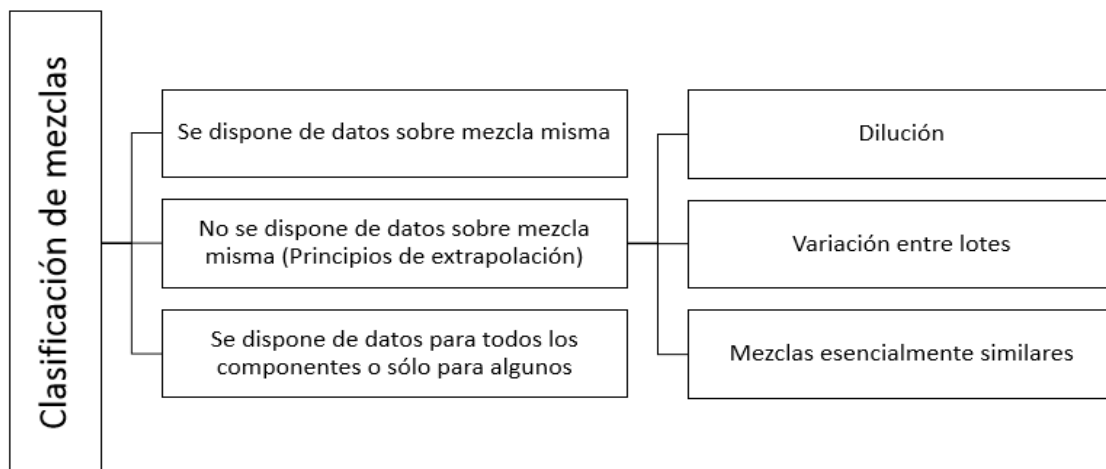 Clasificación de mezclas
Se dispone de datos sobre mezcla misma
No se dispone de datos sobre mezcla
misma (Principios de extrapolación)
Se dispone de datos para todos los
componentes o sólo para algunos
Dilución
Variación entre lotes
Mezclas esencialmente similares